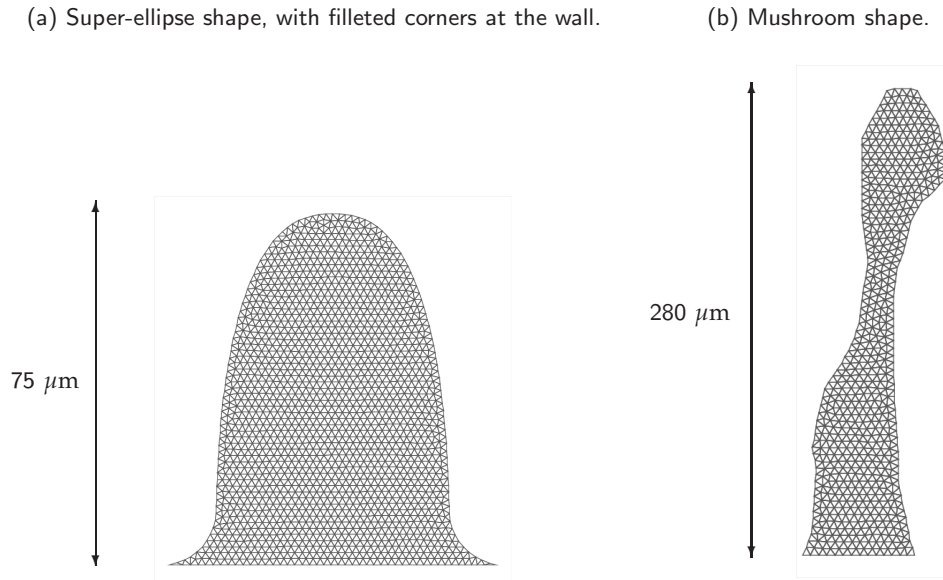 (a) Super-ellipse shape, with filleted corners at the wall.
(b) Mushroom shape.
75 μm
280 μm